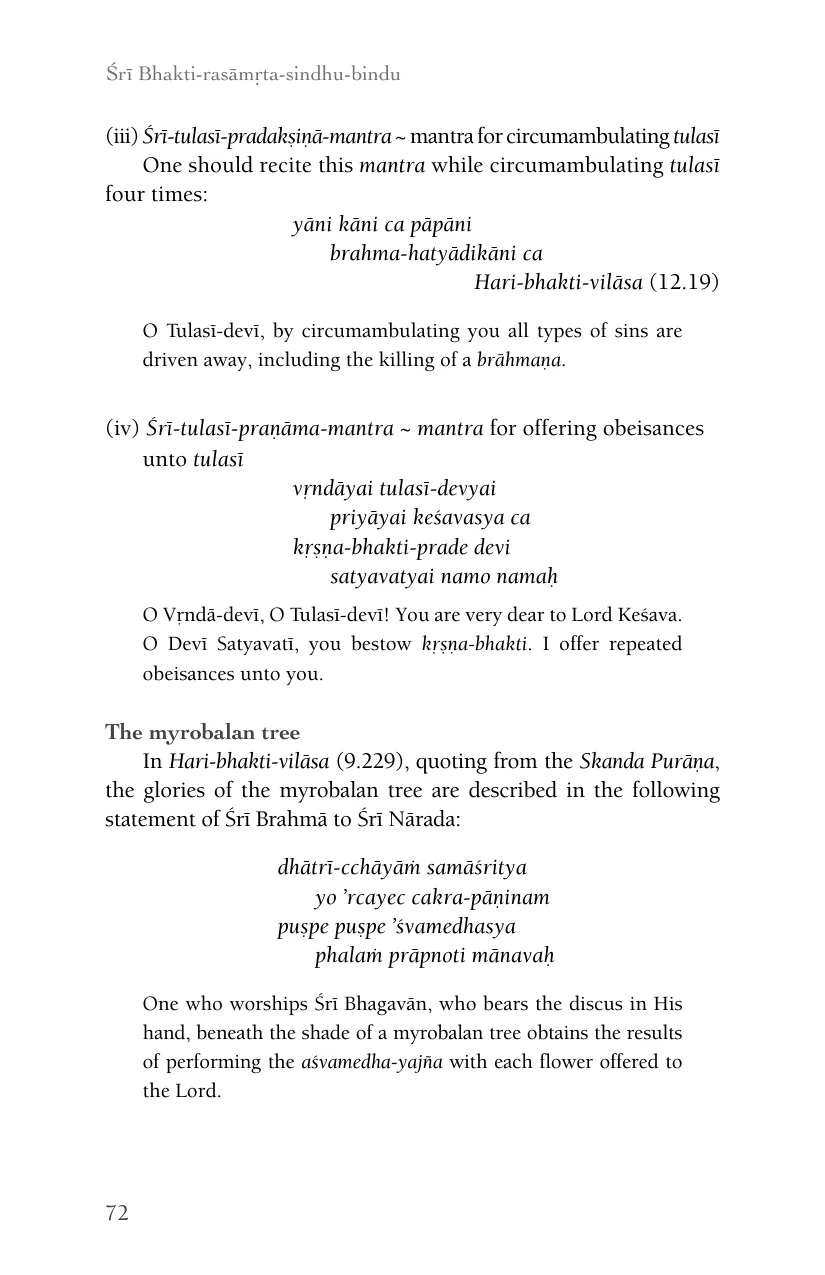 Śrī Bhakti-rasāmṛta-sindhu-bindu
(iii) Śrī-tulasī-pradakṣiṇā-mantra ~ mantra for circumambulating tulasī
One should recite this mantra while circumambulating tulasī
four times:
yāni kāni ca pāpāni
brahma-hatyādikāni ca
Hari-bhakti-vilāsa (12.19)
O Tulasī-devī, by circumambulating you all types of sins are
driven away, including the killing of a brāhmaṇa.
(iv) Śrī-tulasī-praṇāma-mantra ~ mantra for offering obeisances
unto tulasī
vṛndāyai tulasī-devyai
priyāyai keśavasya ca
kṛṣṇa-bhakti-prade devi
satyavatyai namo namaḥ
O Vṛndā-devī, O Tulasī-devī! You are very dear to Lord Keśava.
O Devī Satyavatī, you bestow kṛṣṇa-bhakti. I offer repeated
obeisances unto you.
The myrobalan tree
In Hari-bhakti-vilāsa (9.229), quoting from the Skanda Purāṇa,
the glories of the myrobalan tree are described in the following
statement of Śrī Brahmā to Śrī Nārada:
dhātrī-cchāyāṁ samāśritya
yo ’rcayec cakra-pāṇinam
puṣpe puṣpe ’śvamedhasya
phalaṁ prāpnoti mānavaḥ
One who worships Śrī Bhagavān, who bears the discus in His
hand, beneath the shade of a myrobalan tree obtains the results
of performing the aśvamedha-yajña with each flower offered to
the Lord.
72